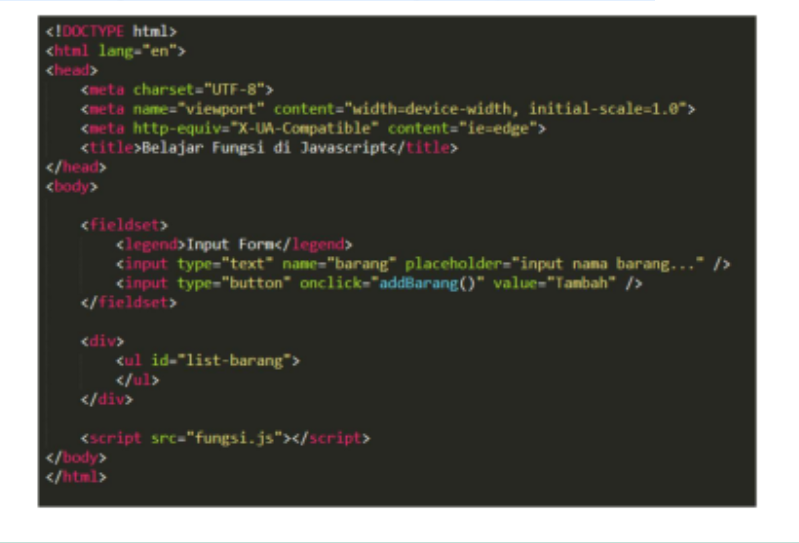 <!DOCTYPE html>
<html lang="en">
<head>
    <meta charset="UTF-8">
    <meta name="viewport" content="width=device-width, initial-scale=1.0">
    <meta http-equiv="X-UA-Compatible" content="ie=edge">
    <title>Belajar Fungsi di Javascript</title>
</head>
<body>

    <fieldset>
        <legend>Input Form</legend>
        <input type="text" name="barang" placeholder="input nama barang..." />
        <input type="button" onclick="addBarang()" value="Tambah" />
    </fieldset>

    <div>
        <ul id="list-barang">
        </ul>
    </div>

    <script src="fungsi.js"></script>
</body>
</html>